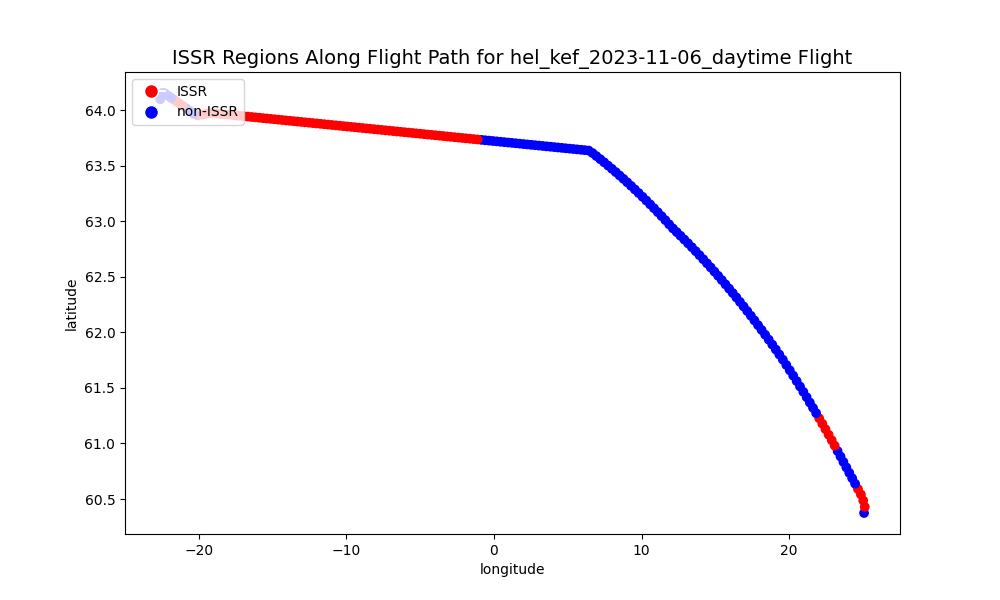 ISSR Regions Along Flight Path for hel_kef_2023-11-06_daytime Flight
ISSR
non-ISSR
64.0
63.5
63.0
62.5
62.0
61.5
61.0
60.5
latitude
−20
−10
0
10
20
longitude